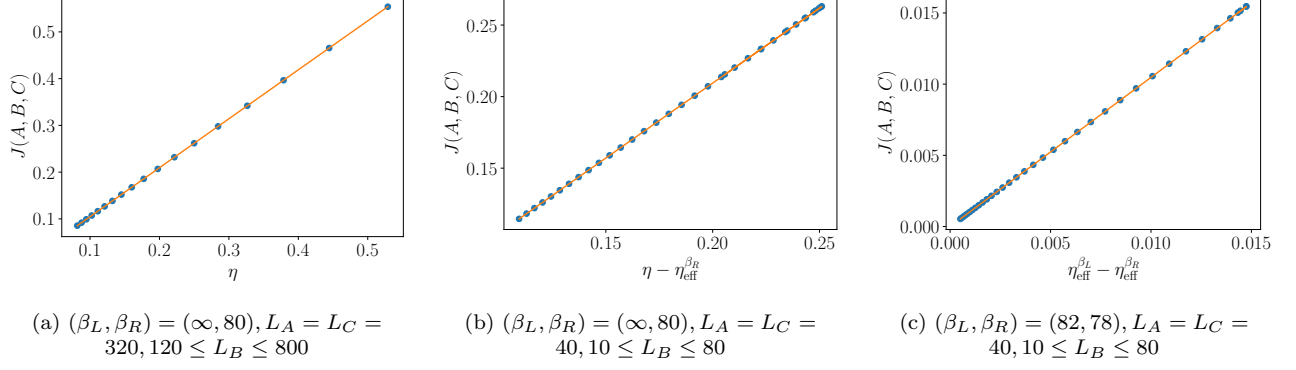 0.5
0.4
0.3
0.2
0.1
J(A, B, C)
0.1 0.2 0.3 0.4 0.5
η
0.25
0.20
0.15
J(A, B, C)
0.15 0.20 0.25
η − η_eff^{β_R}
0.015
0.010
0.005
0.000
J(A, B, C)
0.000 0.005 0.010 0.015
η_eff^{β_L} − η_eff^{β_R}
(a) (β_L, β_R) = (∞, 80), L_A = L_C =
320, 120 ≤ L_B ≤ 800
(b) (β_L, β_R) = (∞, 80), L_A = L_C =
40, 10 ≤ L_B ≤ 80
(c) (β_L, β_R) = (82, 78), L_A = L_C =
40, 10 ≤ L_B ≤ 80